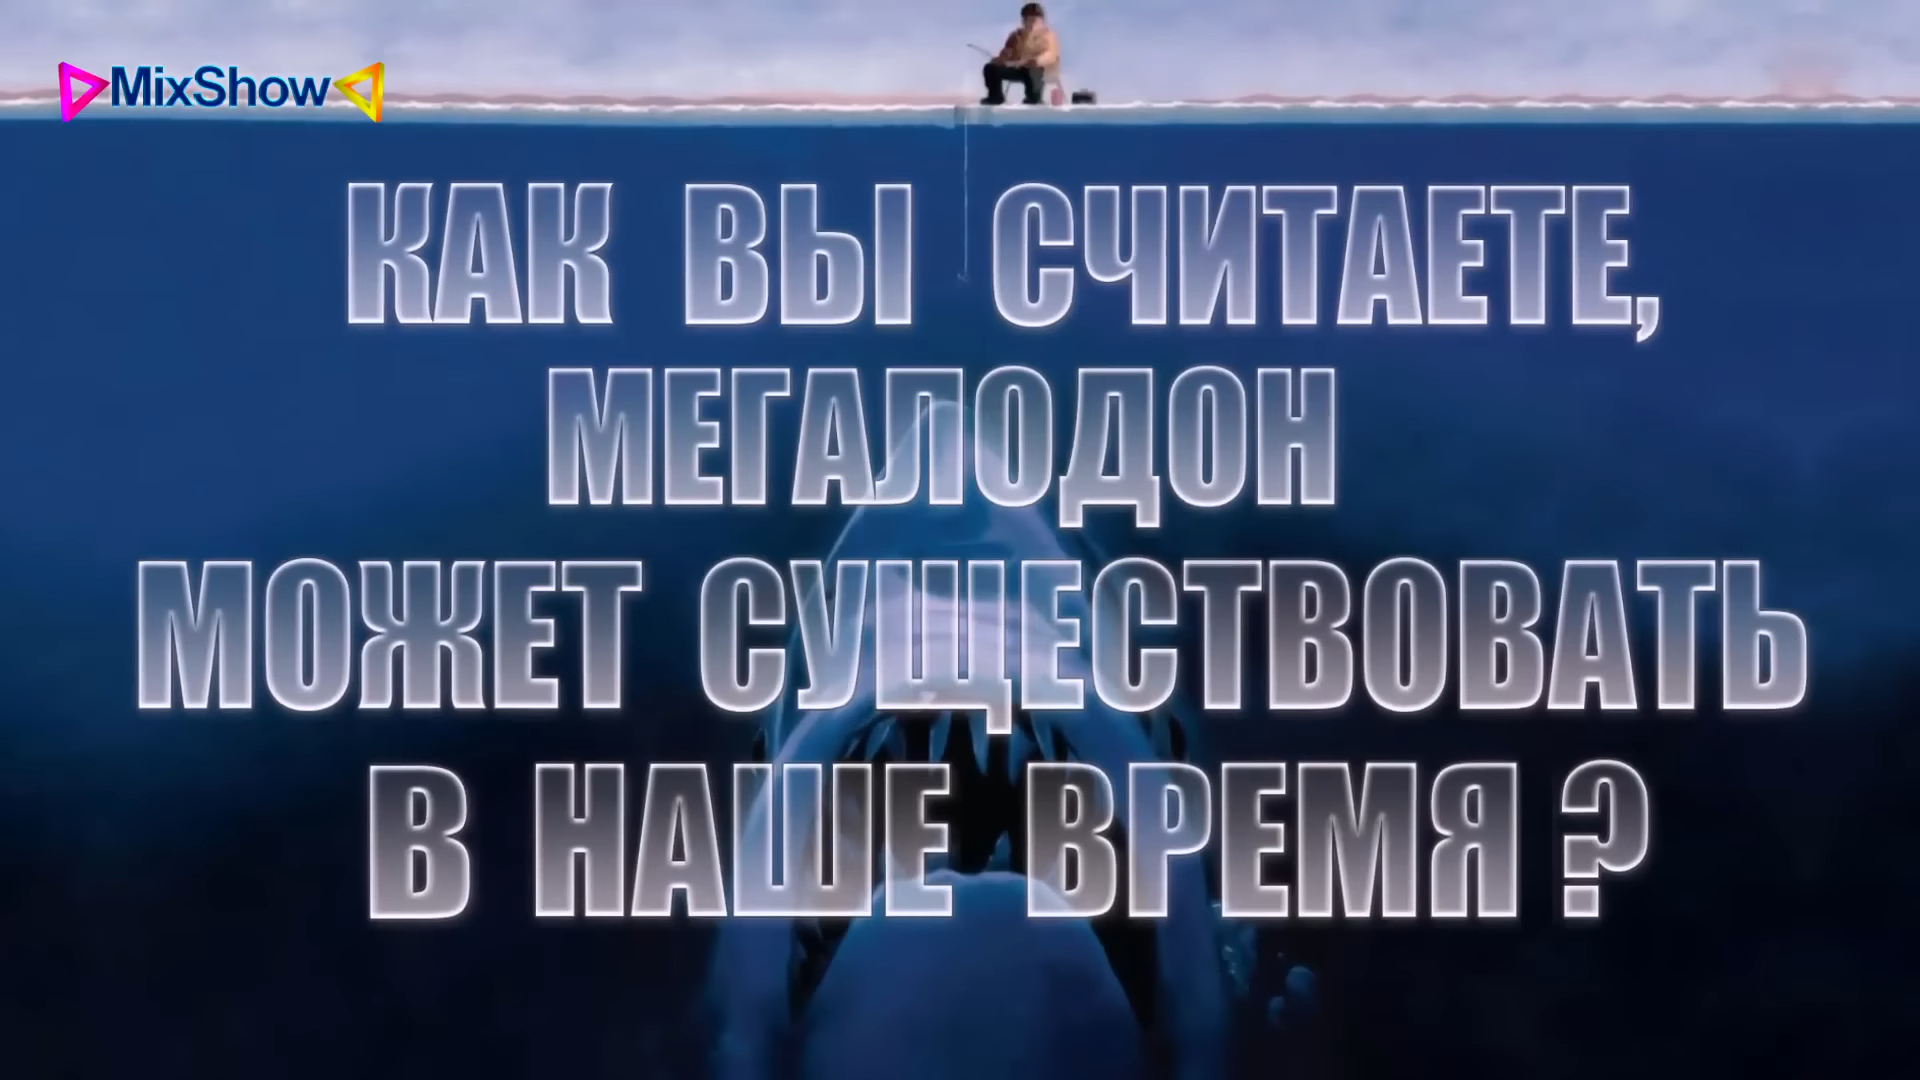 MixShow
КАК ВЫ СЧИТАЕТЕ,
МЕГАЛОДОН
МОЖЕТ СУЩЕСТВОВАТЬ
В НАШЕ ВРЕМЯ?